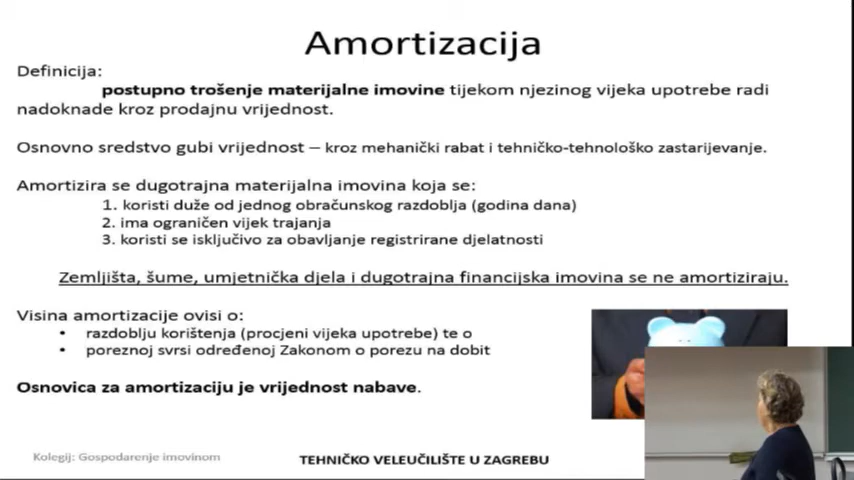 Amortizacija
Definicija:
postupno trošenje materijalne imovine tijekom njezinog vijeka upotrebe radi
nadoknade kroz prodajnu vrijednost.
Osnovno sredstvo gubi vrijednost – kroz mehanički rabat i tehničko-tehnološko zastarijevanje.
Amortizira se dugotrajna materijalna imovina koja se:
1. koristi duže od jednog obračunskog razdoblja (godina dana)
2. ima ograničen vijek trajanja
3. koristi se isključivo za obavljanje registrirane djelatnosti
Zemljišta, šume, umjetnička djela i dugotrajna financijska imovina se ne amortiziraju.
Visina amortizacije ovisi o:
• razdoblju korištenja (procjeni vijeka upotrebe) te o
• poreznoj svrsi određenoj Zakonom o porezu na dobit
Osnovica za amortizaciju je vrijednost nabave.
Kolegij: Gospodarenje imovinom
TEHNIČKO VELEUČILIŠTE U ZAGREBU